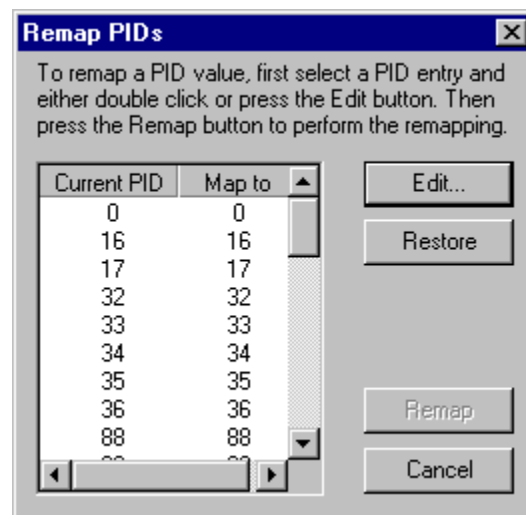 Remap PIDs
To remap a PID value, first select a PID entry and
either double click or press the Edit button. Then
press the Remap button to perform the remapping.
Current PID Map to
0 0
16 16
17 17
32 32
33 33
34 34
35 35
36 36
88 88
Edit...
Restore
Remap
Cancel